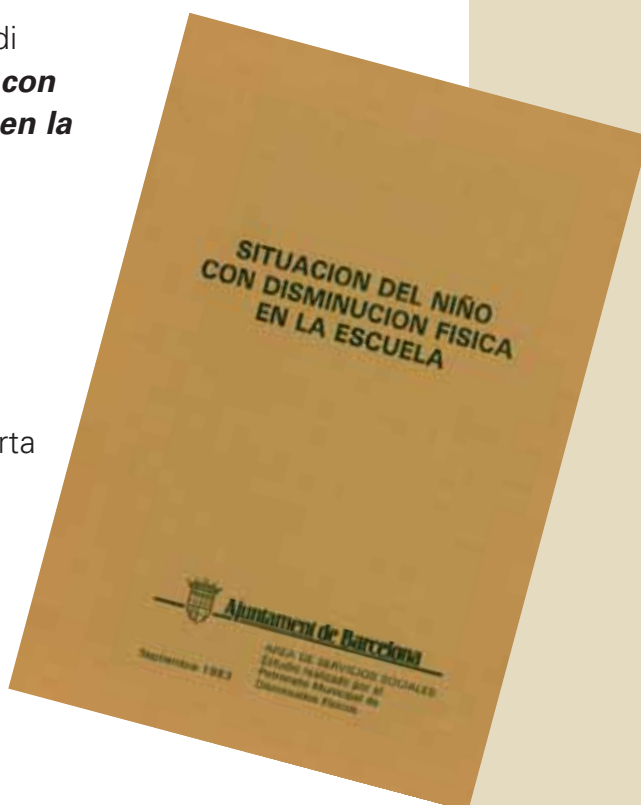 di
con
en la
rta
SITUACION DEL NIÑO
CON DISMINUCION FISICA
EN LA ESCUELA
Ajuntament de Barcelona
AREA DE SERVICIOS SOCIALES
Estudio realizado por el
Patronato Municipal de
Disminuidos Físicos
Septiembre 1983